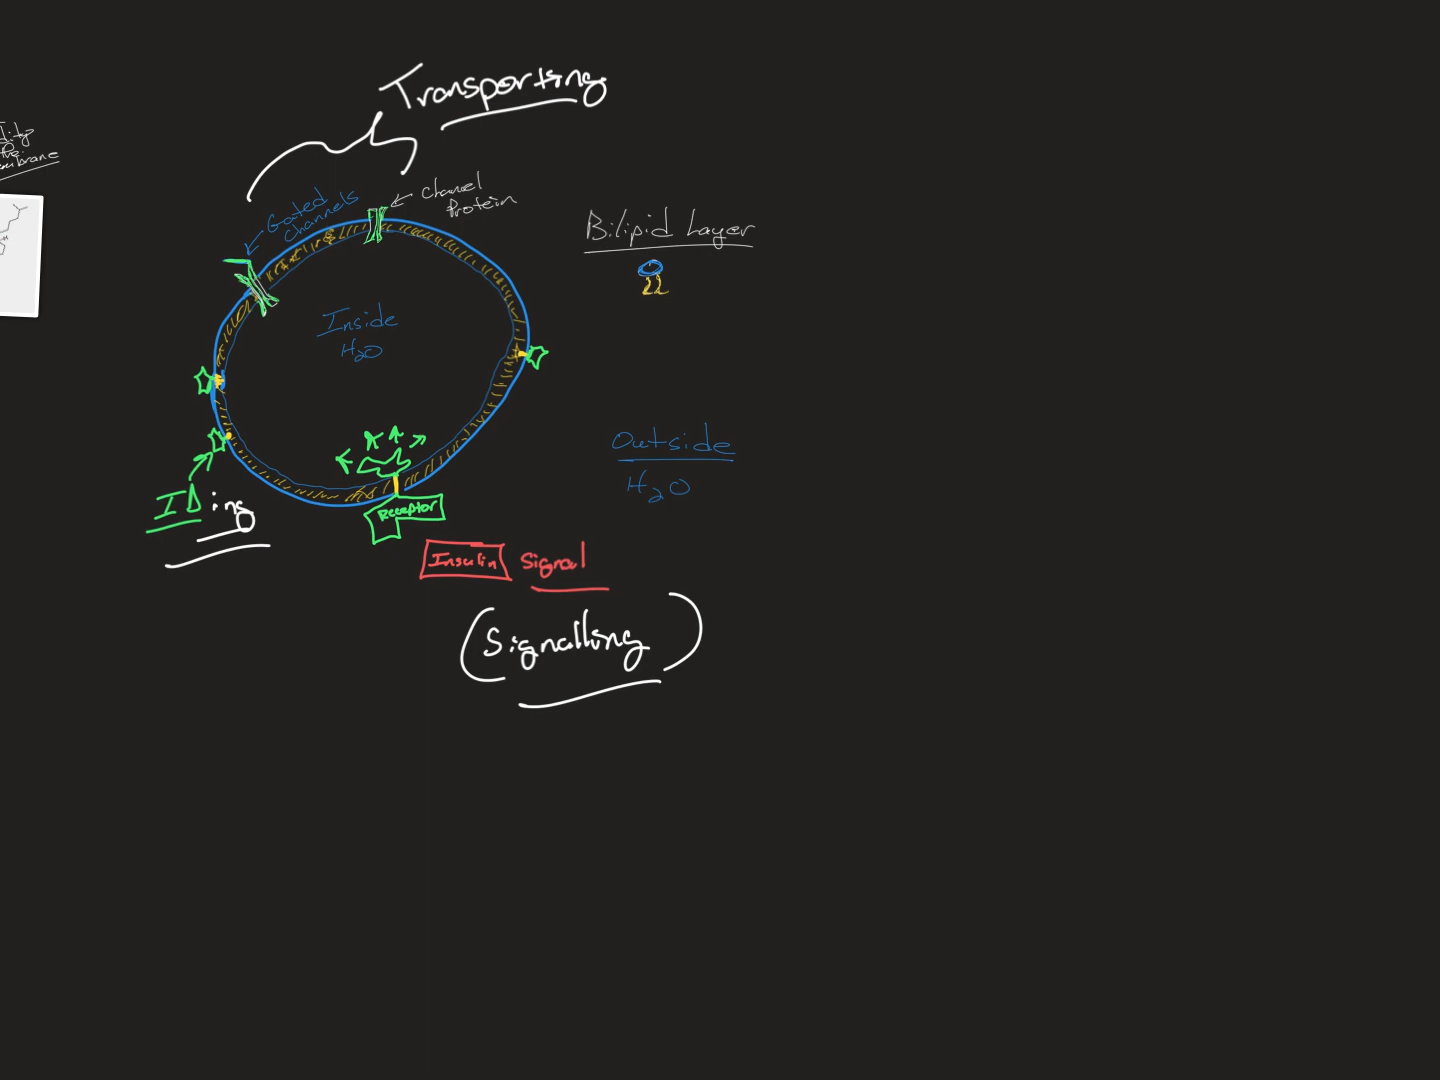 Transporting
Gated
Channels
Channel
Protein
Bilipid Layer
Inside
H2O
Outside
H2O
IDing
Receptor
Insulin Signal
(Signalling)